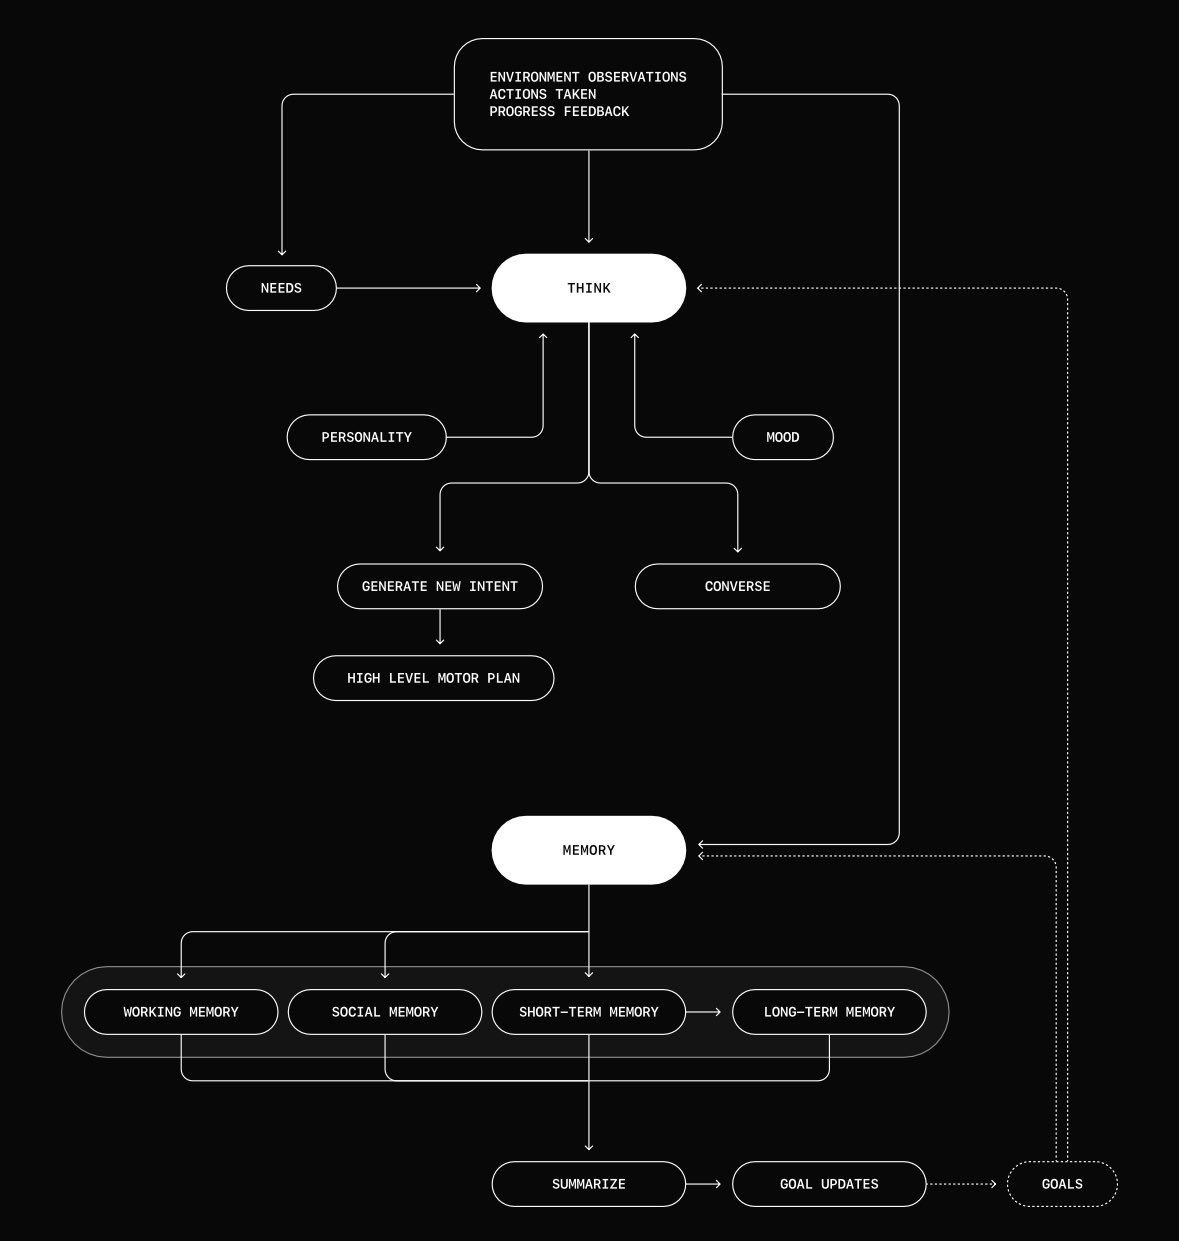 ENVIRONMENT OBSERVATIONS
ACTIONS TAKEN
PROGRESS FEEDBACK
NEEDS
THINK
PERSONALITY
MOOD
GENERATE NEW INTENT
CONVERSE
HIGH LEVEL MOTOR PLAN
MEMORY
WORKING MEMORY
SOCIAL MEMORY
SHORT-TERM MEMORY
LONG-TERM MEMORY
SUMMARIZE
GOAL UPDATES
GOALS